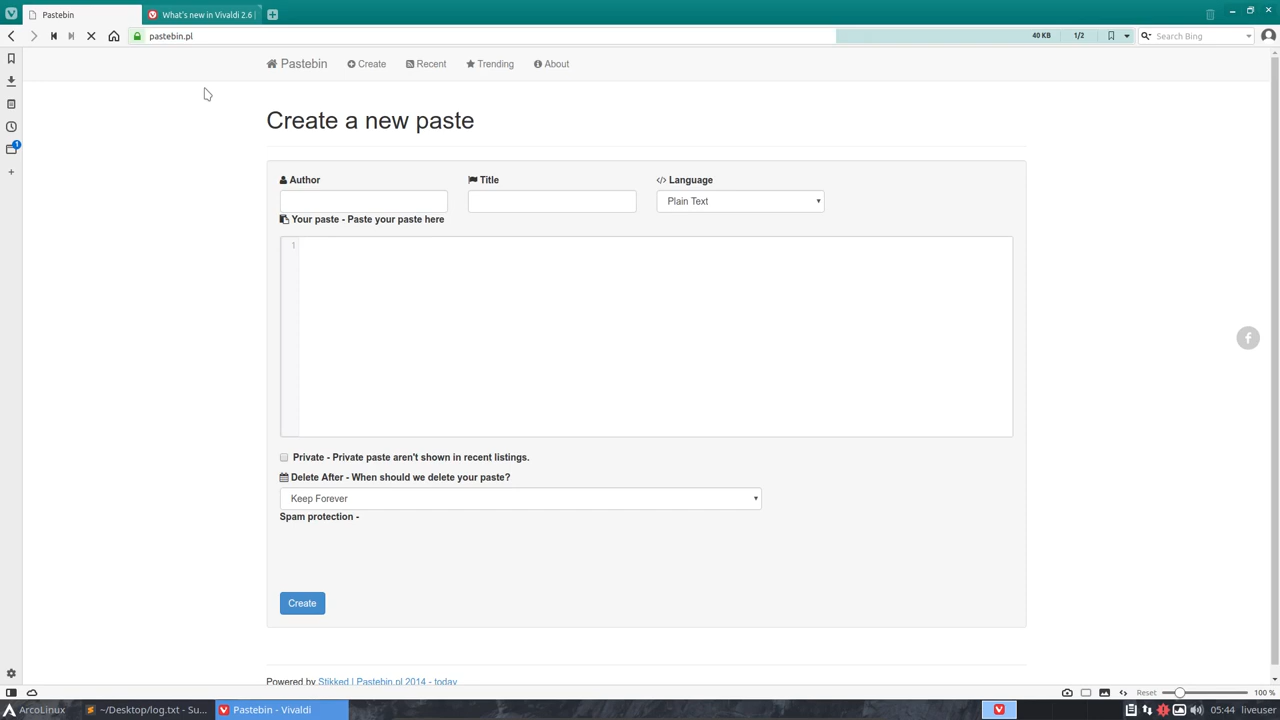 Pastebin
What's new in Vivaldi 2.6 |
pastebin.pl
40 KB
1/2
Search Bing
Pastebin
Create
Recent
Trending
About
Create a new paste
Author
Title
Language
Plain Text
Your paste - Paste your paste here
1
Private - Private paste aren't shown in recent listings.
Delete After - When should we delete your paste?
Keep Forever
Spam protection -
Create
Powered by Stikked | Pastebin.pl 2014 - today
1
Reset
100 %
ArcoLinux
~/Desktop/log.txt - Su...
Pastebin - Vivaldi
05:44
liveuser